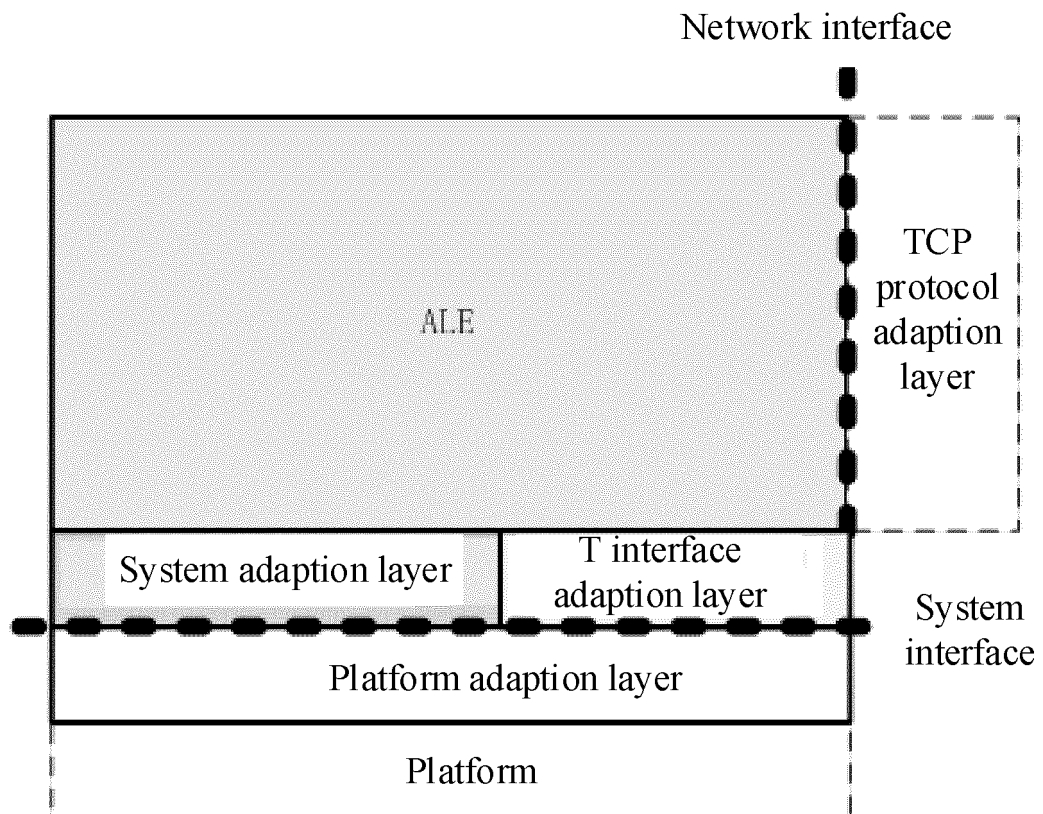 Network interface
TCP
protocol
adaption
layer
ALE
System adaption layer
T interface
adaption layer
System
interface
Platform adaption layer
Platform